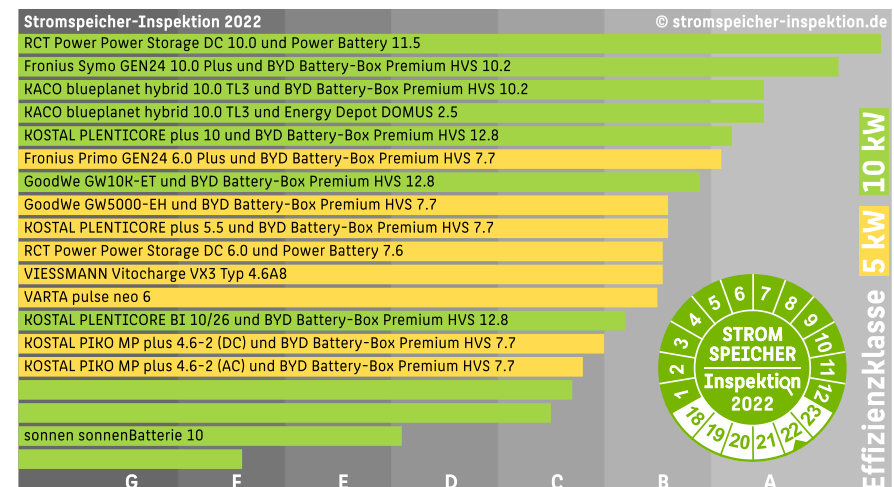 Stromspeicher-Inspektion 2022
© stromspeicher-inspektion.de
RCT Power Power Storage DC 10.0 und Power Battery 11.5
Fronius Symo GEN24 10.0 Plus und BYD Battery-Box Premium HVS 10.2
KACO blueplanet hybrid 10.0 TL3 und BYD Battery-Box Premium HVS 10.2
KACO blueplanet hybrid 10.0 TL3 und Energy Depot DOMUS 2.5
KOSTAL PLENTICORE plus 10 und BYD Battery-Box Premium HVS 12.8
Fronius Primo GEN24 6.0 Plus und BYD Battery-Box Premium HVS 7.7
GoodWe GW10K-ET und BYD Battery-Box Premium HVS 12.8
GoodWe GW5000-EH und BYD Battery-Box Premium HVS 7.7
KOSTAL PLENTICORE plus 5.5 und BYD Battery-Box Premium HVS 7.7
RCT Power Power Storage DC 6.0 und Power Battery 7.6
VIESSMANN Vitocharge VX3 Typ 4.6A8
VARTA pulse neo 6
KOSTAL PLENTICORE BI 10/26 und BYD Battery-Box Premium HVS 12.8
KOSTAL PIKO MP plus 4.6-2 (DC) und BYD Battery-Box Premium HVS 7.7
KOSTAL PIKO MP plus 4.6-2 (AC) und BYD Battery-Box Premium HVS 7.7
sonnen sonnenBatterie 10
G F E D C B A
Effizienzklasse 5 kW 10 kW
1 2 3 4 5 6 7 8 9 10 11 12
STROM
SPEICHER
Inspektion
2022
18 19 20 21 22 23